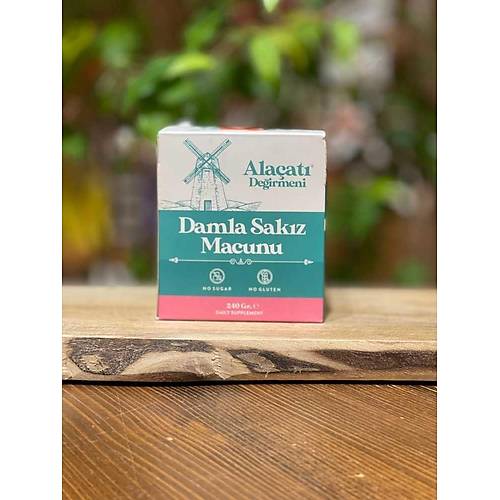 Alaçatı®
Değirmeni
Damla Sakız
Macunu
NO SUGAR NO GLUTEN
240 Gr. ℮
DAILY SUPPLEMENT